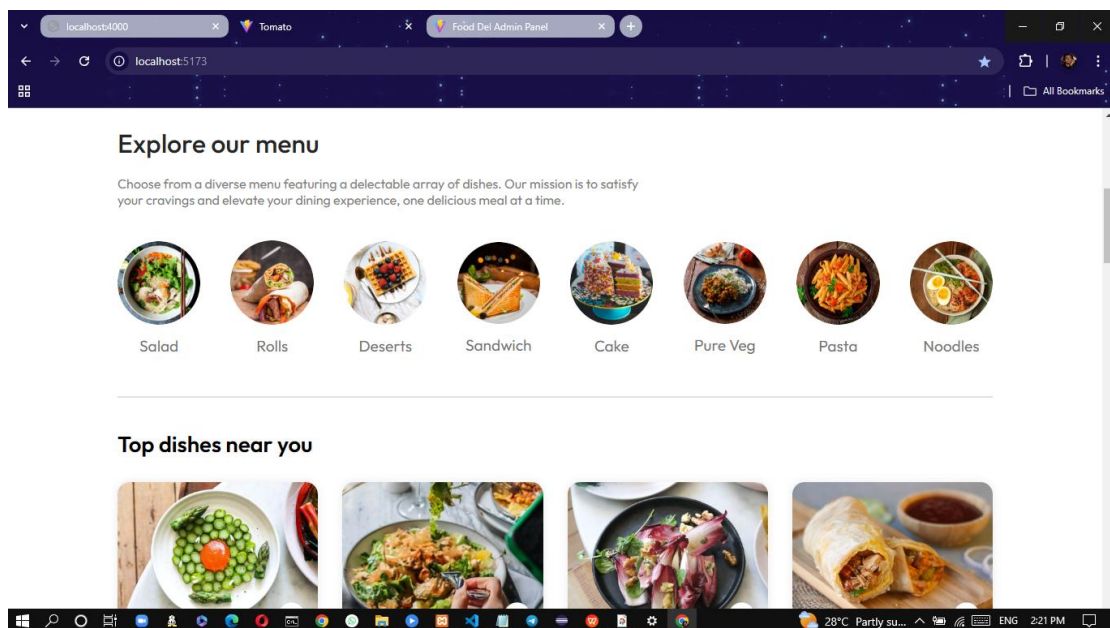 localhost:4000
Tomato
Food Del Admin Panel
localhost:5173
All Bookmarks
Explore our menu
Choose from a diverse menu featuring a delectable array of dishes. Our mission is to satisfy
your cravings and elevate your dining experience, one delicious meal at a time.
Salad Rolls Deserts Sandwich Cake Pure Veg Pasta Noodles
Top dishes near you
28°C Partly su... ENG 2:21 PM